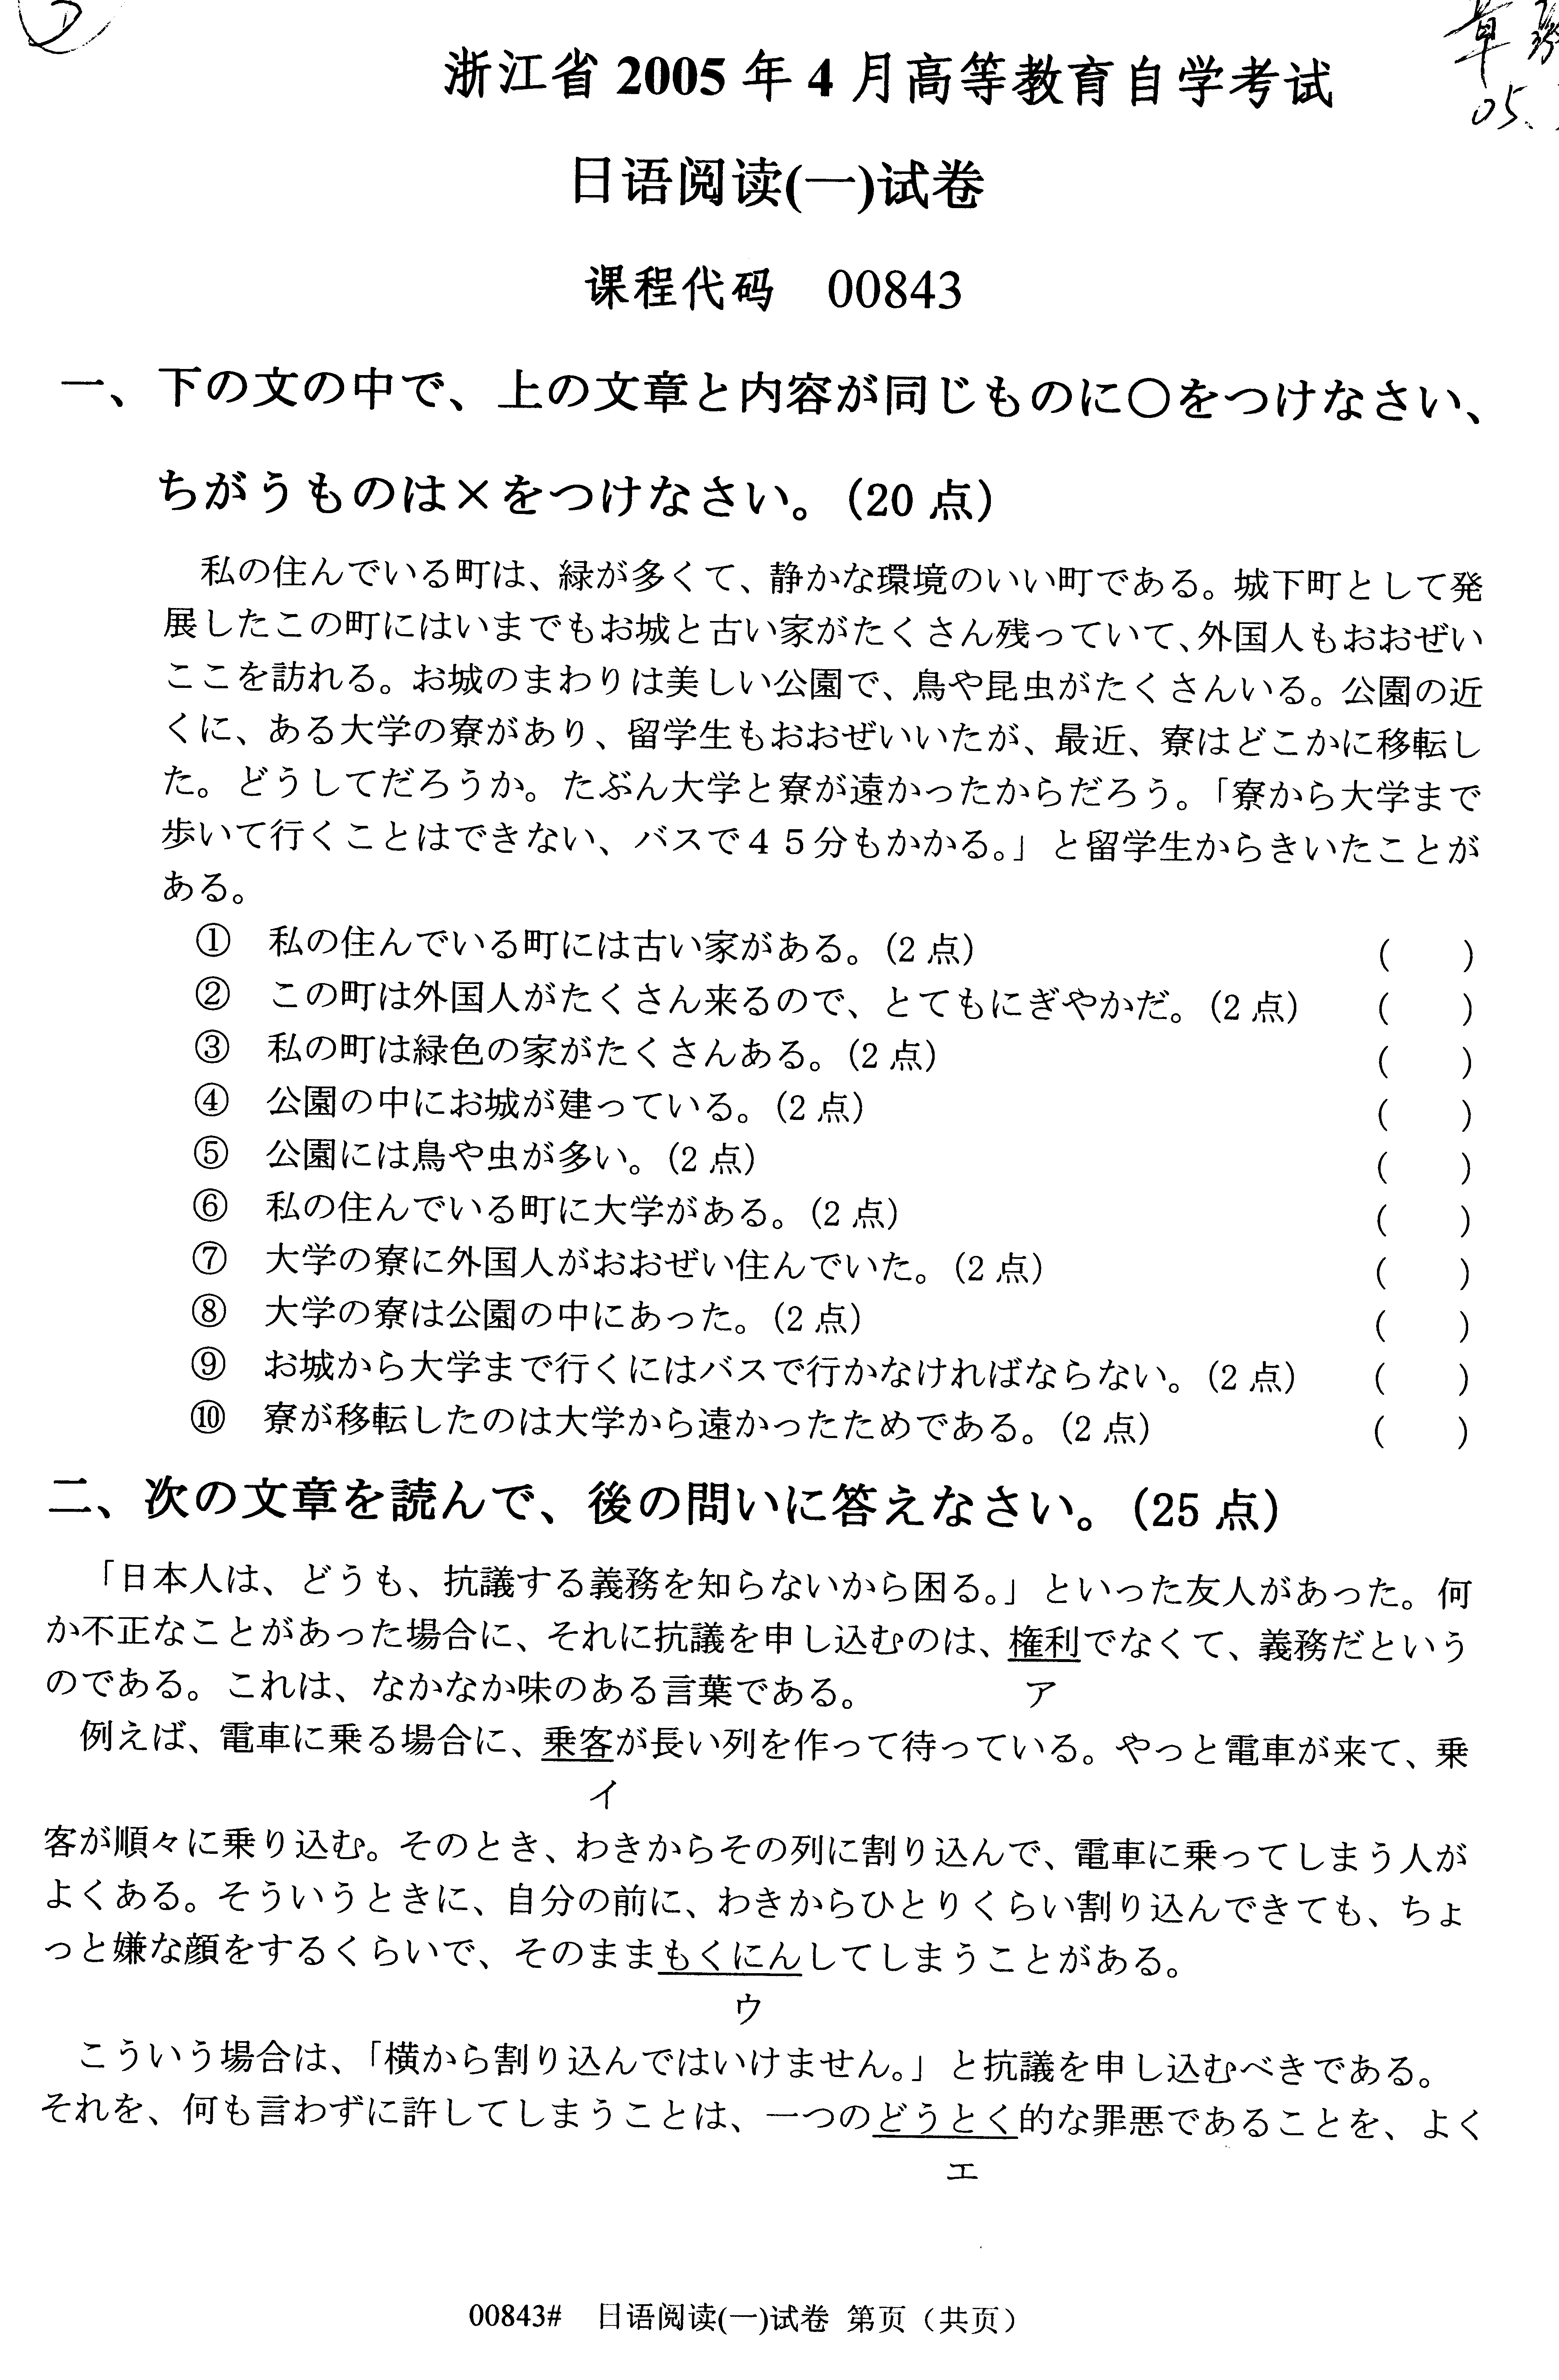 ②
浙江省 2005 年 4 月高等教育自学考试
章
05.
日语阅读(一)试卷
课程代码 00843
一、下の文の中で、上の文章と内容が同じものに○をつけなさい、
ちがうものは×をつけなさい。(20 点)
私の住んでいる町は、緑が多くて、静かな環境のいい町である。城下町として発
展したこの町にはいまでもお城と古い家がたくさん残っていて、外国人もおおぜい
ここを訪れる。お城のまわりは美しい公園で、鳥や昆虫がたくさんいる。公園の近
くに、ある大学の寮があり、留学生もおおぜいいたが、最近、寮はどこかに移転し
た。どうしてだろうか。たぶん大学と寮が遠かったからだろう。「寮から大学まで
歩いて行くことはできない、バスで４５分もかかる。」と留学生からきいたことが
ある。
① 私の住んでいる町には古い家がある。(2 点) ( )
② この町は外国人がたくさん来るので、とてもにぎやかだ。(2 点) ( )
③ 私の町は緑色の家がたくさんある。(2 点) ( )
④ 公園の中にお城が建っている。(2 点) ( )
⑤ 公園には鳥や虫が多い。(2 点) ( )
⑥ 私の住んでいる町に大学がある。(2 点) ( )
⑦ 大学の寮に外国人がおおぜい住んでいた。(2 点) ( )
⑧ 大学の寮は公園の中にあった。(2 点) ( )
⑨ お城から大学まで行くにはバスで行かなければならない。(2 点) ( )
⑩ 寮が移転したのは大学から遠かったためである。(2 点) ( )
二、次の文章を読んで、後の問いに答えなさい。(25 点)
「日本人は、どうも、抗議する義務を知らないから困る。」といった友人があった。何
か不正なことがあった場合に、それに抗議を申し込むのは、権利でなくて、義務だという
のである。これは、なかなか味のある言葉である。 ア
例えば、電車に乗る場合に、乗客が長い列を作って待っている。やっと電車が来て、乗
イ
客が順々に乗り込む。そのとき、わきからその列に割り込んで、電車に乗ってしまう人が
よくある。そういうときに、自分の前に、わきからひとりくらい割り込んできても、ちょ
っと嫌な顔をするくらいで、そのままもくにんしてしまうことがある。
ウ
こういう場合は、「横から割り込んではいけません。」と抗議を申し込むべきである。
それを、何も言わずに許してしまうことは、一つのどうとく的な罪悪であることを、よく
エ
00843# 日语阅读(一)试卷 第页（共页）